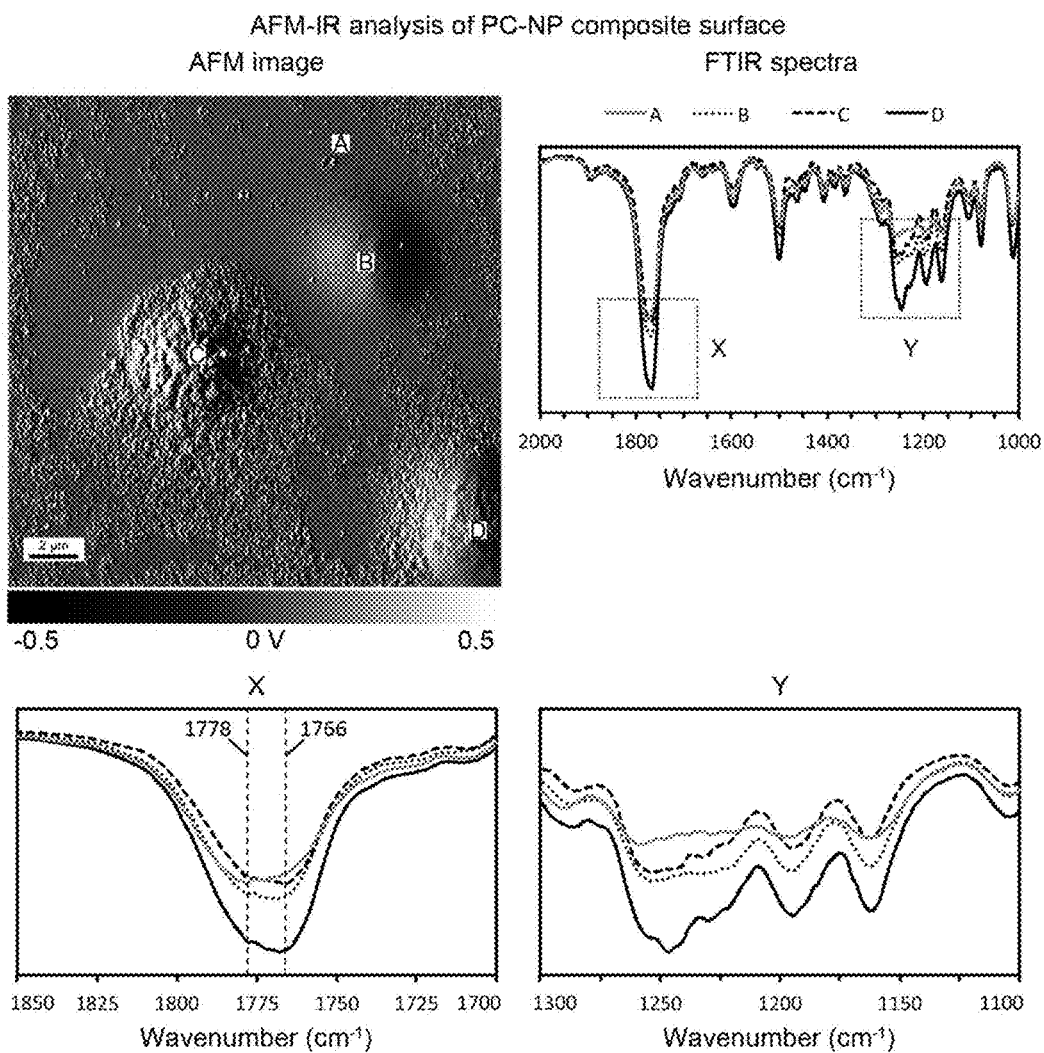 AFM-IR analysis of PC-NP composite surface
AFM image
FTIR spectra
A B C D
A
B
C
D
2 µm
-0.5 0 V 0.5
X
Y
2000 1800 1600 1400 1200 1000
Wavenumber (cm-1)
X
1778 1766
1850 1825 1800 1775 1750 1725 1700
Wavenumber (cm-1)
Y
1300 1250 1200 1150 1100
Wavenumber (cm-1)